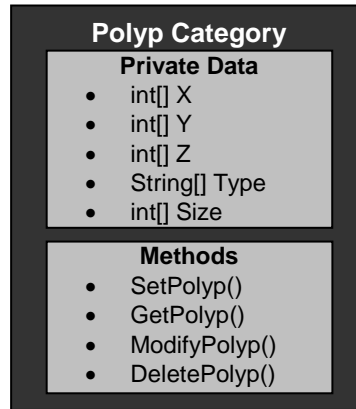 Polyp Category
Private Data
• int[] X
• int[] Y
• int[] Z
• String[] Type
• int[] Size
Methods
• SetPolyp()
• GetPolyp()
• ModifyPolyp()
• DeletePolyp()